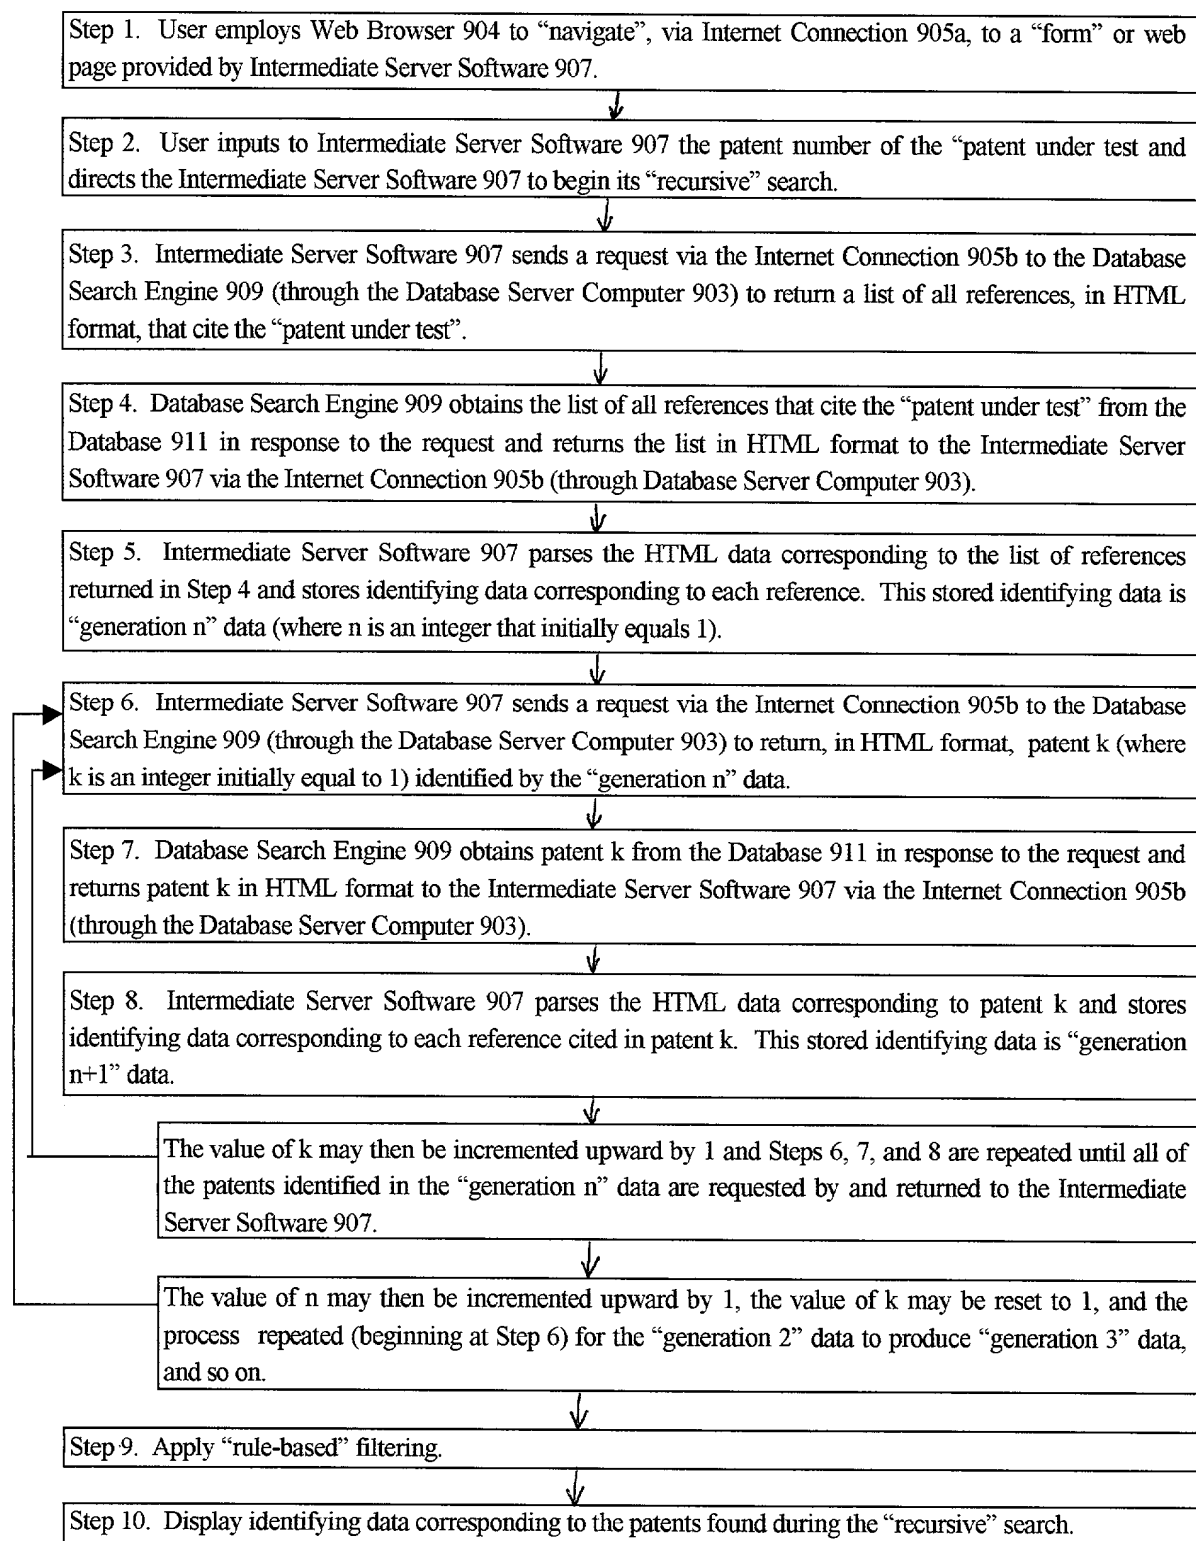 Step 1. User employs Web Browser 904 to “navigate”, via Internet Connection 905a, to a “form” or web
page provided by Intermediate Server Software 907.
Step 2. User inputs to Intermediate Server Software 907 the patent number of the “patent under test and
directs the Intermediate Server Software 907 to begin its “recursive” search.
Step 3. Intermediate Server Software 907 sends a request via the Internet Connection 905b to the Database
Search Engine 909 (through the Database Server Computer 903) to return a list of all references, in HTML
format, that cite the “patent under test”.
Step 4. Database Search Engine 909 obtains the list of all references that cite the “patent under test” from the
Database 911 in response to the request and returns the list in HTML format to the Intermediate Server
Software 907 via the Internet Connection 905b (through Database Server Computer 903).
Step 5. Intermediate Server Software 907 parses the HTML data corresponding to the list of references
returned in Step 4 and stores identifying data corresponding to each reference. This stored identifying data is
“generation n” data (where n is an integer that initially equals 1).
Step 6. Intermediate Server Software 907 sends a request via the Internet Connection 905b to the Database
Search Engine 909 (through the Database Server Computer 903) to return, in HTML format, patent k (where
k is an integer initially equal to 1) identified by the “generation n” data.
Step 7. Database Search Engine 909 obtains patent k from the Database 911 in response to the request and
returns patent k in HTML format to the Intermediate Server Software 907 via the Internet Connection 905b
(through the Database Server Computer 903).
Step 8. Intermediate Server Software 907 parses the HTML data corresponding to patent k and stores
identifying data corresponding to each reference cited in patent k. This stored identifying data is “generation
n+1” data.
The value of k may then be incremented upward by 1 and Steps 6, 7, and 8 are repeated until all of
the patents identified in the “generation n” data are requested by and returned to the Intermediate
Server Software 907.
The value of n may then be incremented upward by 1, the value of k may be reset to 1, and the
process repeated (beginning at Step 6) for the “generation 2” data to produce “generation 3” data,
and so on.
Step 9. Apply “rule-based” filtering.
Step 10. Display identifying data corresponding to the patents found during the “recursive” search.